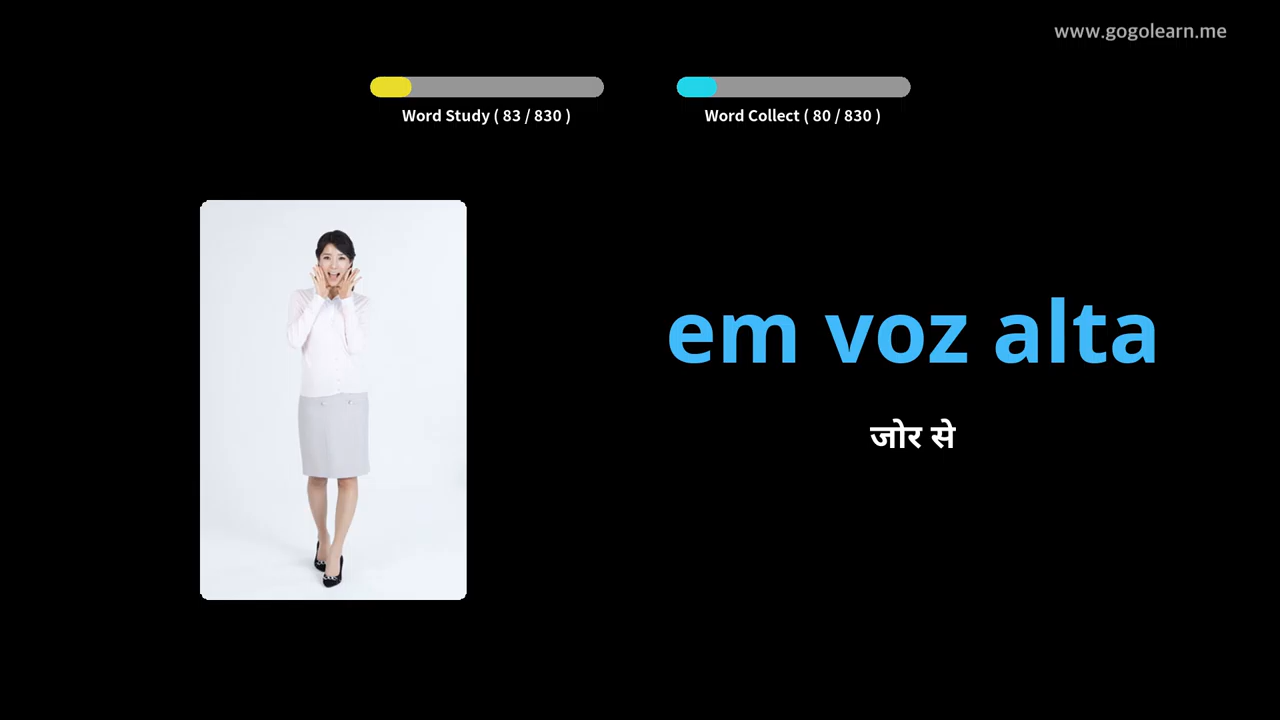 www.gogolearn.me
Word Study ( 83 / 830 )
Word Collect ( 80 / 830 )
em voz alta
जोर से